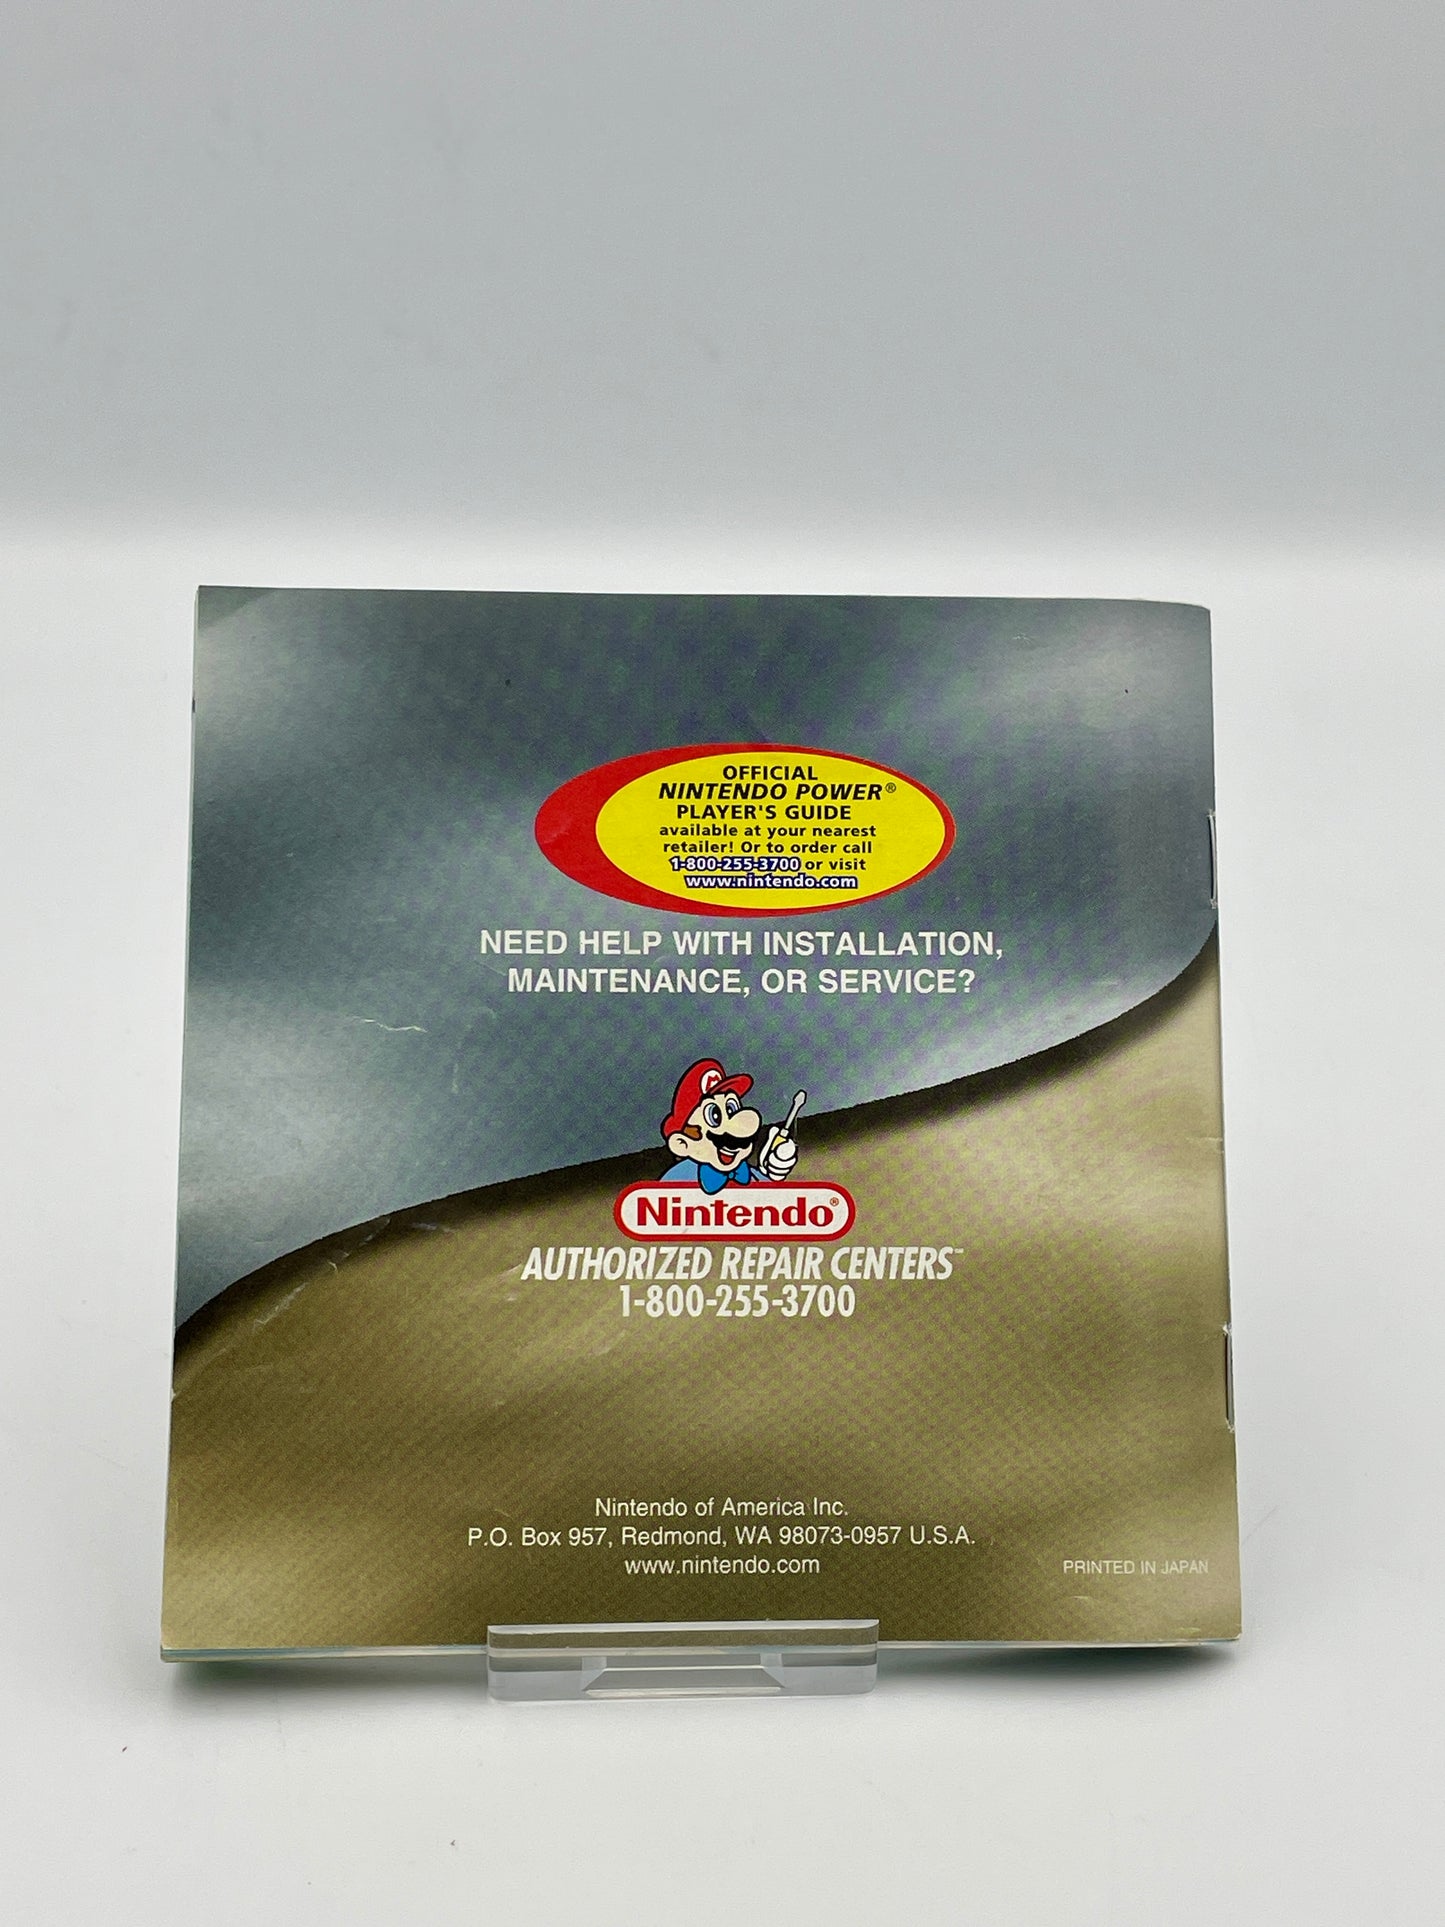 OFFICIAL
NINTENDO POWER®
PLAYER'S GUIDE
available at your nearest
retailer! Or to order call
1-800-255-3700 or visit
www.nintendo.com
NEED HELP WITH INSTALLATION,
MAINTENANCE, OR SERVICE?
M
Nintendo®
AUTHORIZED REPAIR CENTERS™
1-800-255-3700
Nintendo of America Inc.
P.O. Box 957, Redmond, WA 98073-0957 U.S.A.
www.nintendo.com
PRINTED IN JAPAN